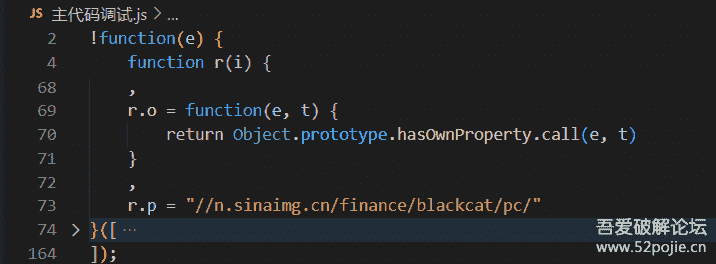 JS 主代码调试.js > ...
2 !function(e) {
4 function r(i) {
68 ,
69 r.o = function(e, t) {
70 return Object.prototype.hasOwnProperty.call(e, t)
71 }
72 ,
73 r.p = "//n.sinaimg.cn/finance/blackcat/pc/"
74 > }([ ...
164 ]);
吾爱破解论坛
www.52pojie.cn